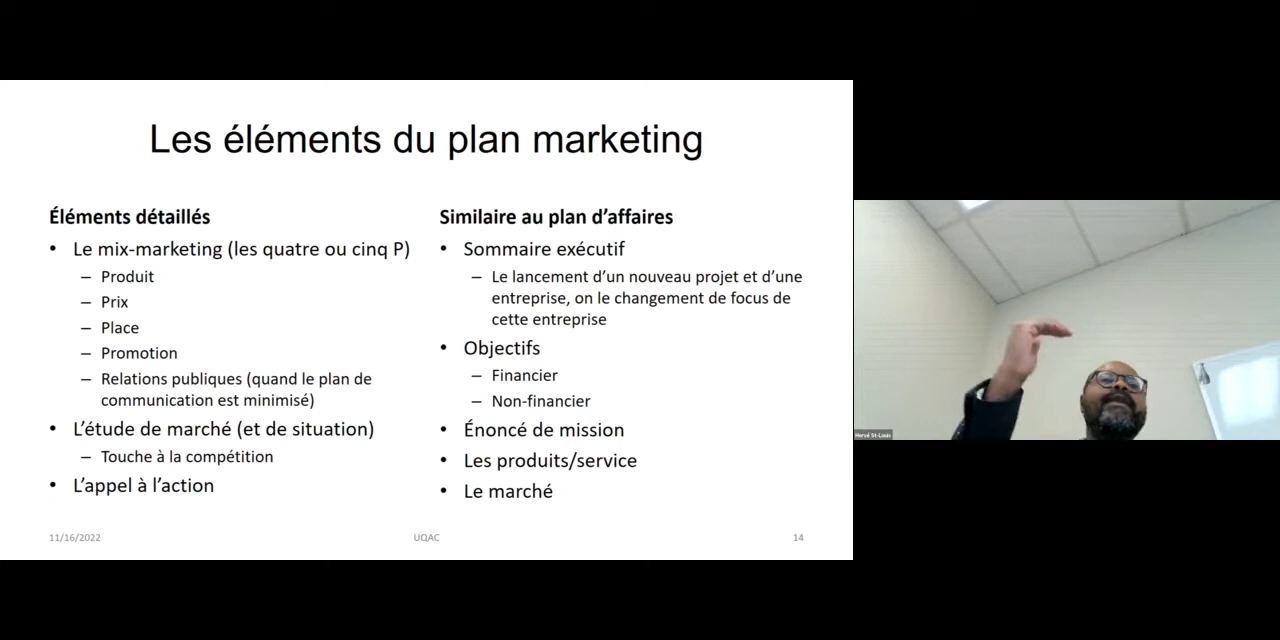 Les éléments du plan marketing
Éléments détaillés
• Le mix-marketing (les quatre ou cinq P)
– Produit
– Prix
– Place
– Promotion
– Relations publiques (quand le plan de
communication est minimisé)
• L’étude de marché (et de situation)
– Touche à la compétition
• L’appel à l’action
Similaire au plan d’affaires
• Sommaire exécutif
– Le lancement d’un nouveau projet et d’une
entreprise, on le changement de focus de
cette entreprise
• Objectifs
– Financier
– Non-financier
• Énoncé de mission
• Les produits/service
• Le marché
11/16/2022
UQAC
14
Hervé St-Louis